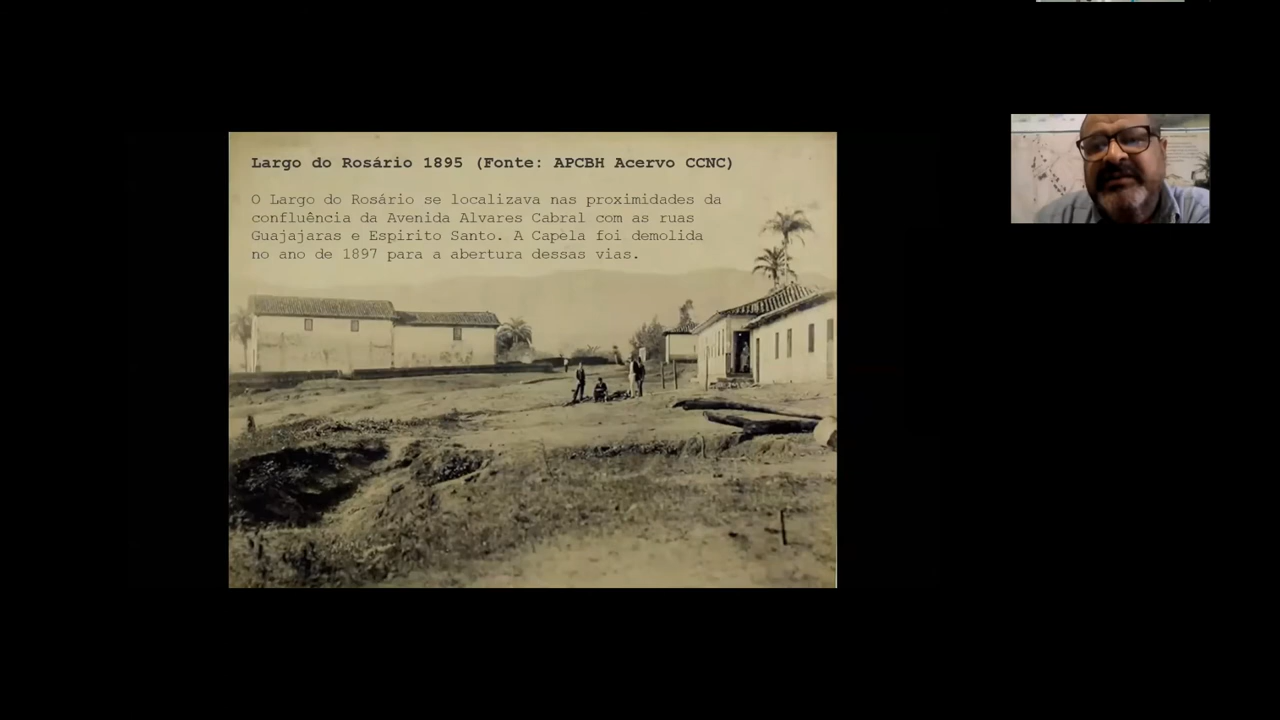 Largo do Rosário 1895 (Fonte: APCBH Acervo CCNC)
O Largo do Rosário se localizava nas proximidades da
confluência da Avenida Alvares Cabral com as ruas
Guajajaras e Espirito Santo. A Capela foi demolida
no ano de 1897 para a abertura dessas vias.